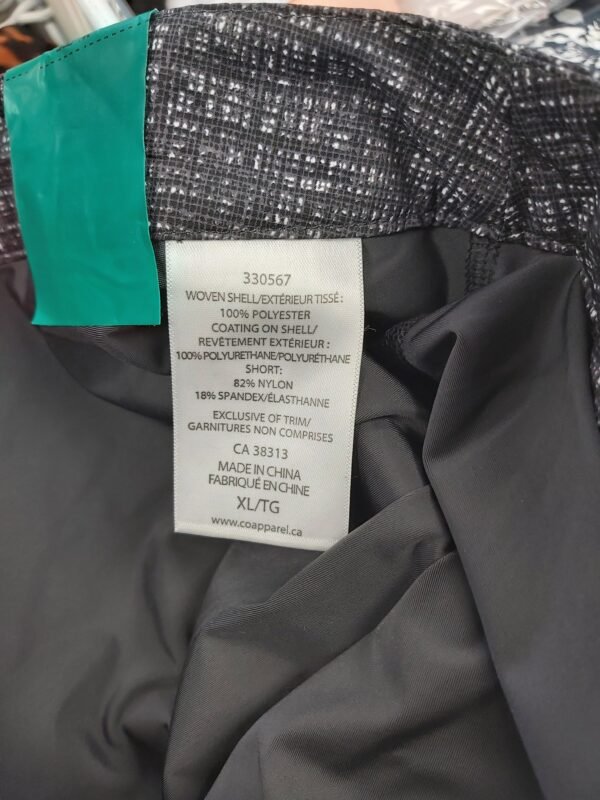 330567
WOVEN SHELL/EXTÉRIEUR TISSÉ :
100% POLYESTER
COATING ON SHELL/
REVÊTEMENT EXTÉRIEUR :
100% POLYURETHANE/POLYURÉTHANE
SHORT:
82% NYLON
18% SPANDEX/ÉLASTHANNE
EXCLUSIVE OF TRIM/
GARNITURES NON COMPRISES
CA 38313
MADE IN CHINA
FABRIQUÉ EN CHINE
XL/TG
www.coapparel.ca